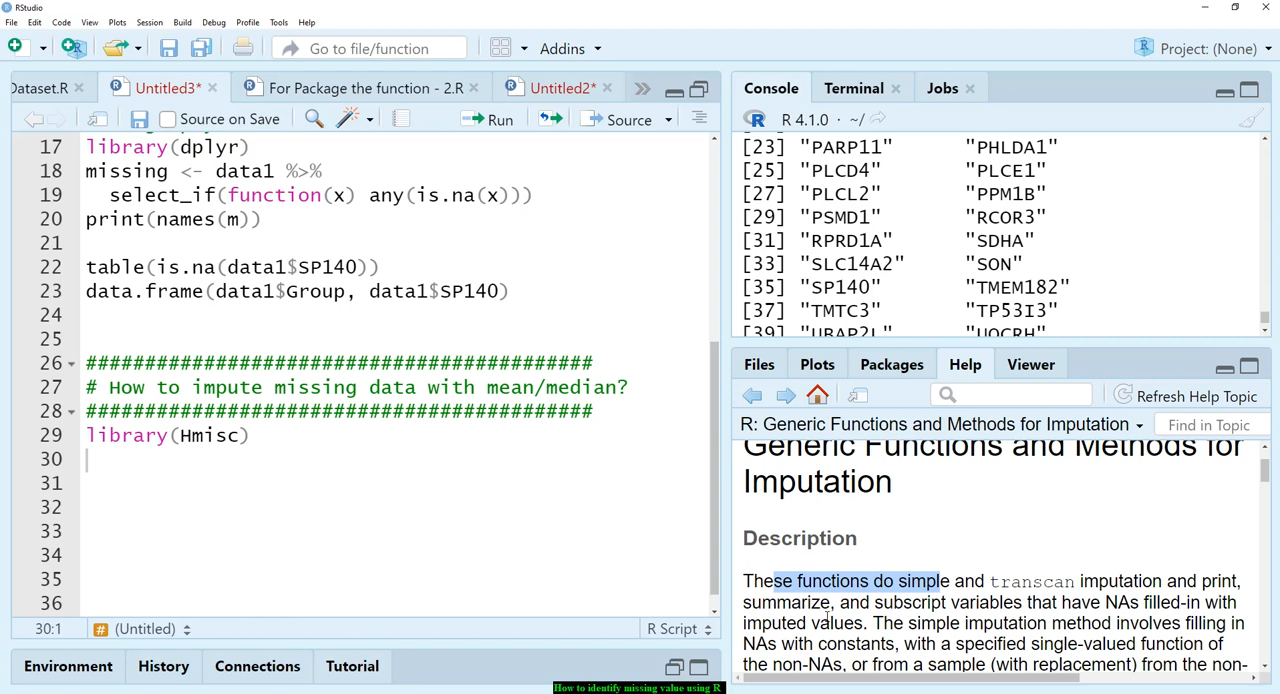 RStudio
File Edit Code View Plots Session Build Debug Profile Tools Help
Go to file/function
Addins
Project: (None)
Dataset.R
Untitled3*
For Package the function - 2.R
Untitled2*
Source on Save
Run
Source
17 library(dplyr)
18 missing <- data1 %>%
19 select_if(function(x) any(is.na(x)))
20 print(names(m))
21
22 table(is.na(data1$SP140))
23 data.frame(data1$Group, data1$SP140)
24
25
26 ###########################################
27 # How to impute missing data with mean/median?
28 ###########################################
29 library(Hmisc)
30
31
32
33
34
35
36
30:1 # (Untitled) R Script
Environment History Connections Tutorial
Console Terminal Jobs
R 4.1.0 · ~/
[23] "PARP11" "PHLDA1"
[25] "PLCD4" "PLCE1"
[27] "PLCL2" "PPM1B"
[29] "PSMD1" "RCOR3"
[31] "RPRD1A" "SDHA"
[33] "SLC14A2" "SON"
[35] "SP140" "TMEM182"
[37] "TMTC3" "TP53I3"
[39] "UBAP2L" "UQCRH"
Files Plots Packages Help Viewer
Refresh Help Topic
R: Generic Functions and Methods for Imputation
Find in Topic
Generic Functions and Methods for
Imputation
Description
These functions do simple and transcan imputation and print,
summarize, and subscript variables that have NAs filled-in with
imputed values. The simple imputation method involves filling in
NAs with constants, with a specified single-valued function of
the non-NAs, or from a sample (with replacement) from the non-
How to identify missing value using R